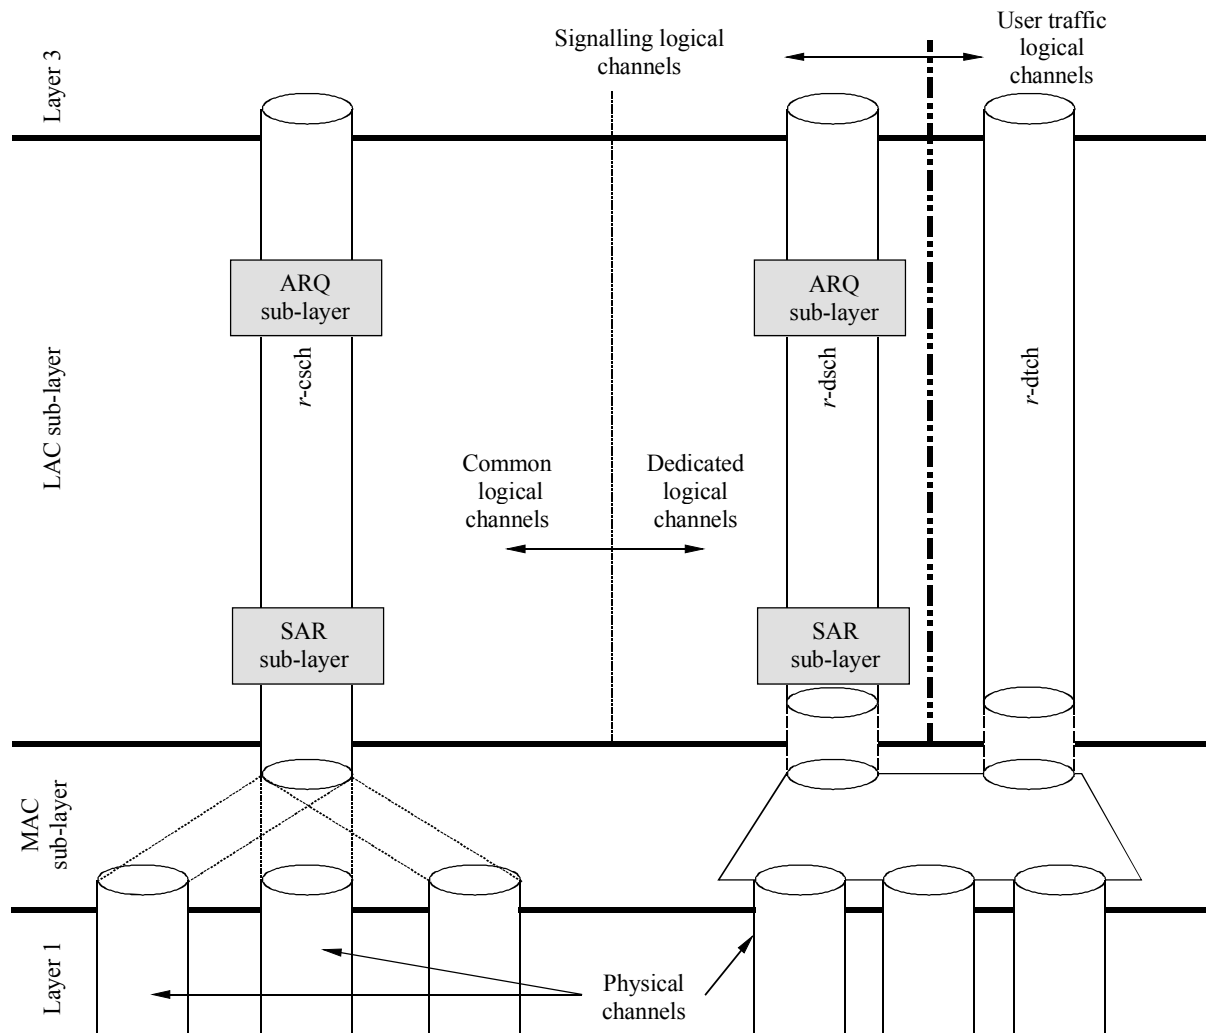 Layer 3
Signalling logical
channels
User traffic
logical
channels
LAC sub-layer
ARQ
sub-layer
ARQ
sub-layer
r-csch
r-dsch
r-dtch
Common
logical
channels
Dedicated
logical
channels
SAR
sub-layer
SAR
sub-layer
MAC
sub-layer
Layer 1
Physical
channels